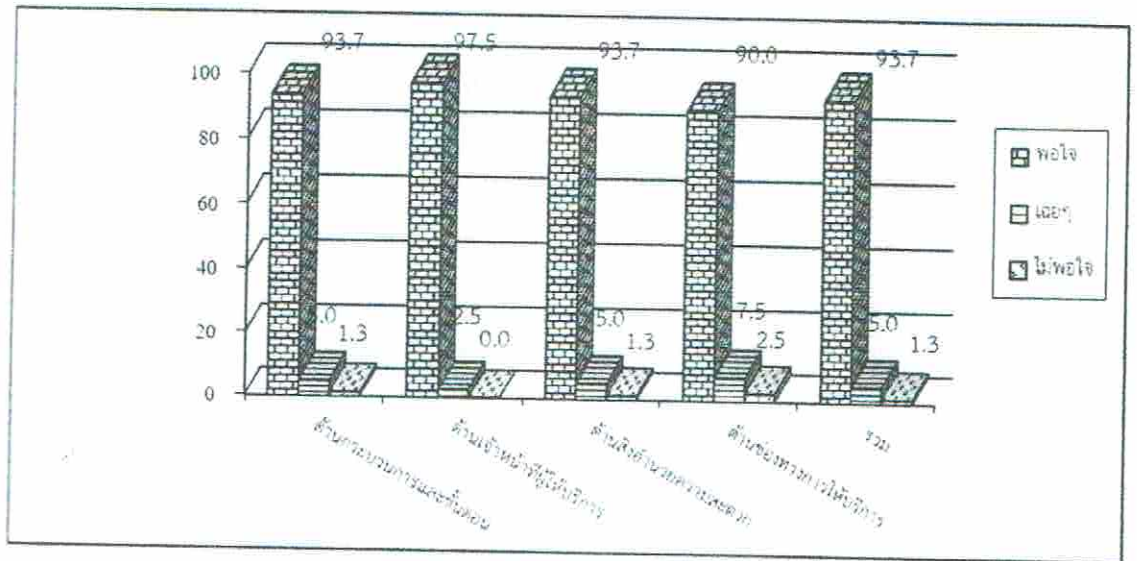 93.7 97.5 93.7 90.0 93.7
100
80
60
40
20
0
5.0 2.5 5.0 7.5 5.0
1.3 0.0 1.3 2.5 1.3
พอใจ
เฉยๆ
ไม่พอใจ
ด้านกระบวนการและขั้นตอน
ด้านเจ้าหน้าที่ผู้ให้บริการ
ด้านสิ่งอำนวยความสะดวก
ด้านช่องทางการให้บริการ
รวม